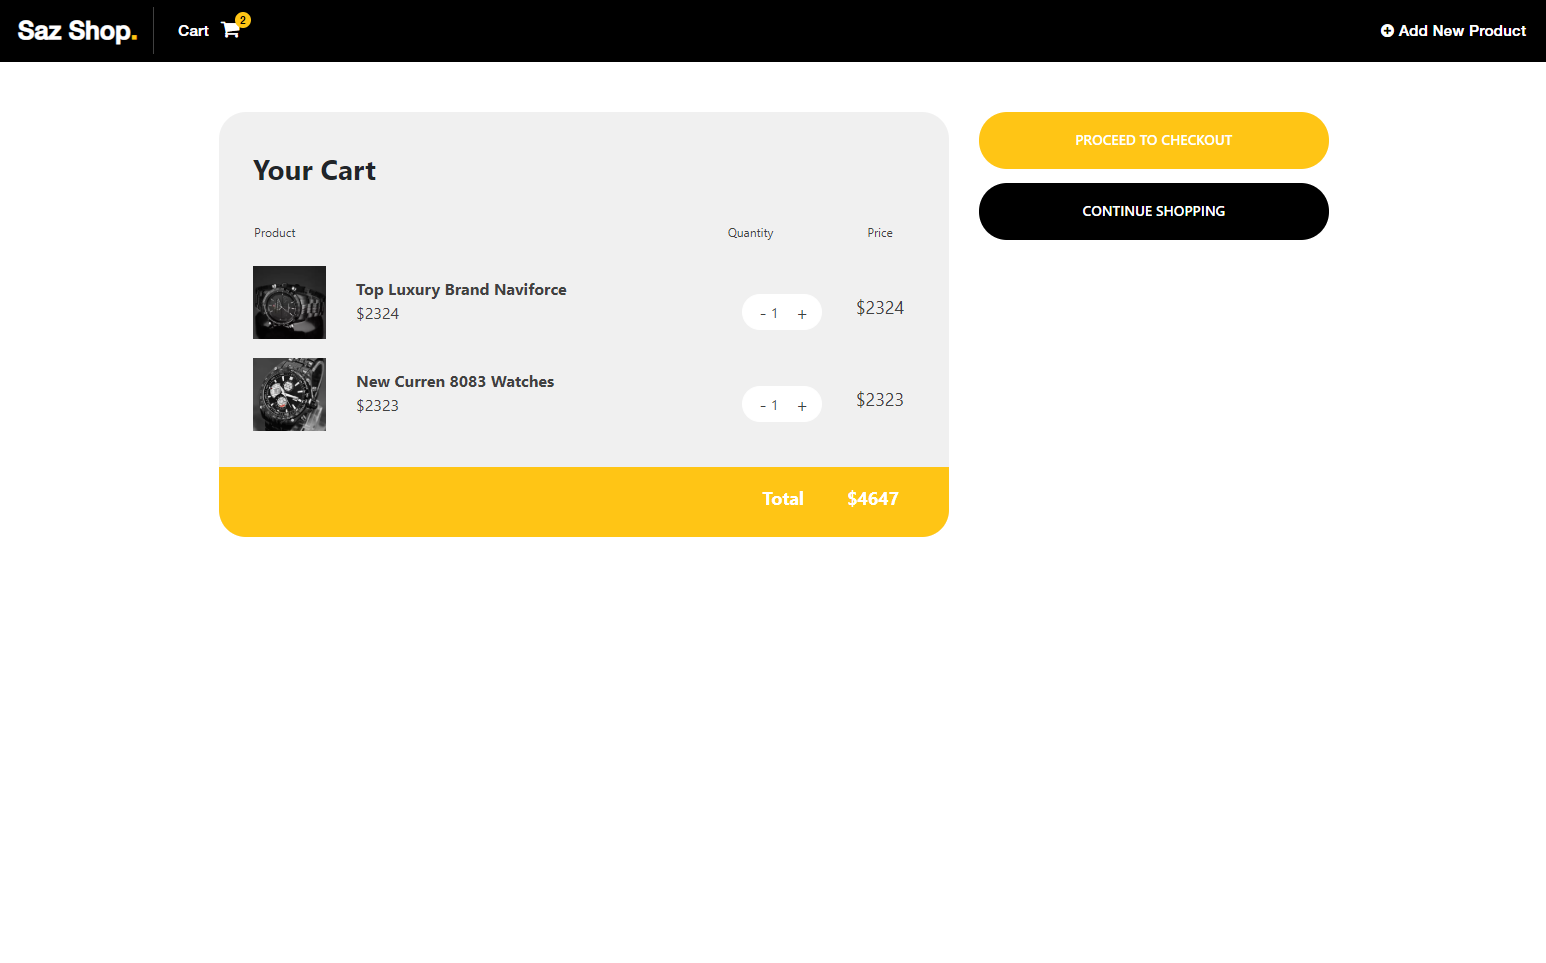 Saz Shop.
Cart 2
Add New Product
Your Cart
PROCEED TO CHECKOUT
CONTINUE SHOPPING
Product Quantity Price
Top Luxury Brand Naviforce
$2324
- 1 + $2324
New Curren 8083 Watches
$2323
- 1 + $2323
Total $4647